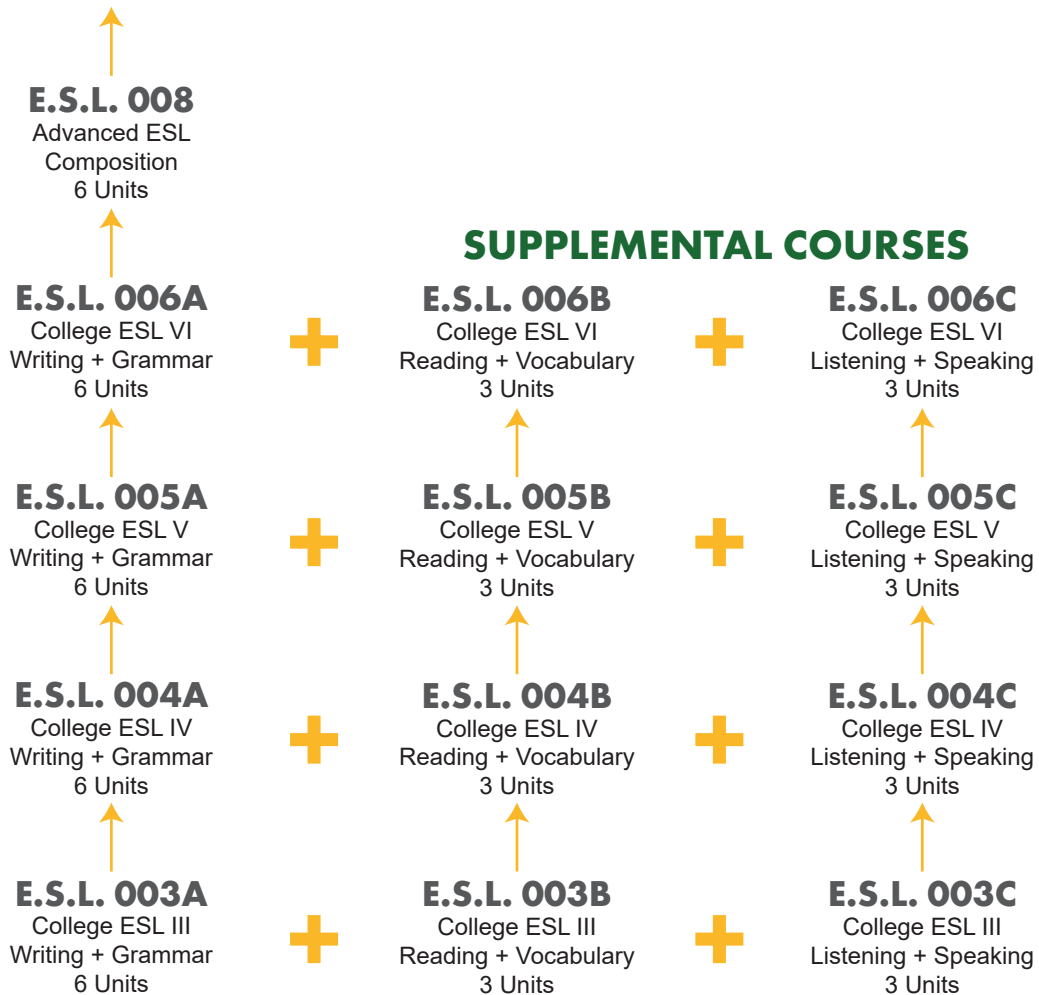 E.S.L. 008
Advanced ESL
Composition
6 Units
SUPPLEMENTAL COURSES
E.S.L. 006A
College ESL VI
Writing + Grammar
6 Units
E.S.L. 006B
College ESL VI
Reading + Vocabulary
3 Units
E.S.L. 006C
College ESL VI
Listening + Speaking
3 Units
E.S.L. 005A
College ESL V
Writing + Grammar
6 Units
E.S.L. 005B
College ESL V
Reading + Vocabulary
3 Units
E.S.L. 005C
College ESL V
Listening + Speaking
3 Units
E.S.L. 004A
College ESL IV
Writing + Grammar
6 Units
E.S.L. 004B
College ESL IV
Reading + Vocabulary
3 Units
E.S.L. 004C
College ESL IV
Listening + Speaking
3 Units
E.S.L. 003A
College ESL III
Writing + Grammar
6 Units
E.S.L. 003B
College ESL III
Reading + Vocabulary
3 Units
E.S.L. 003C
College ESL III
Listening + Speaking
3 Units